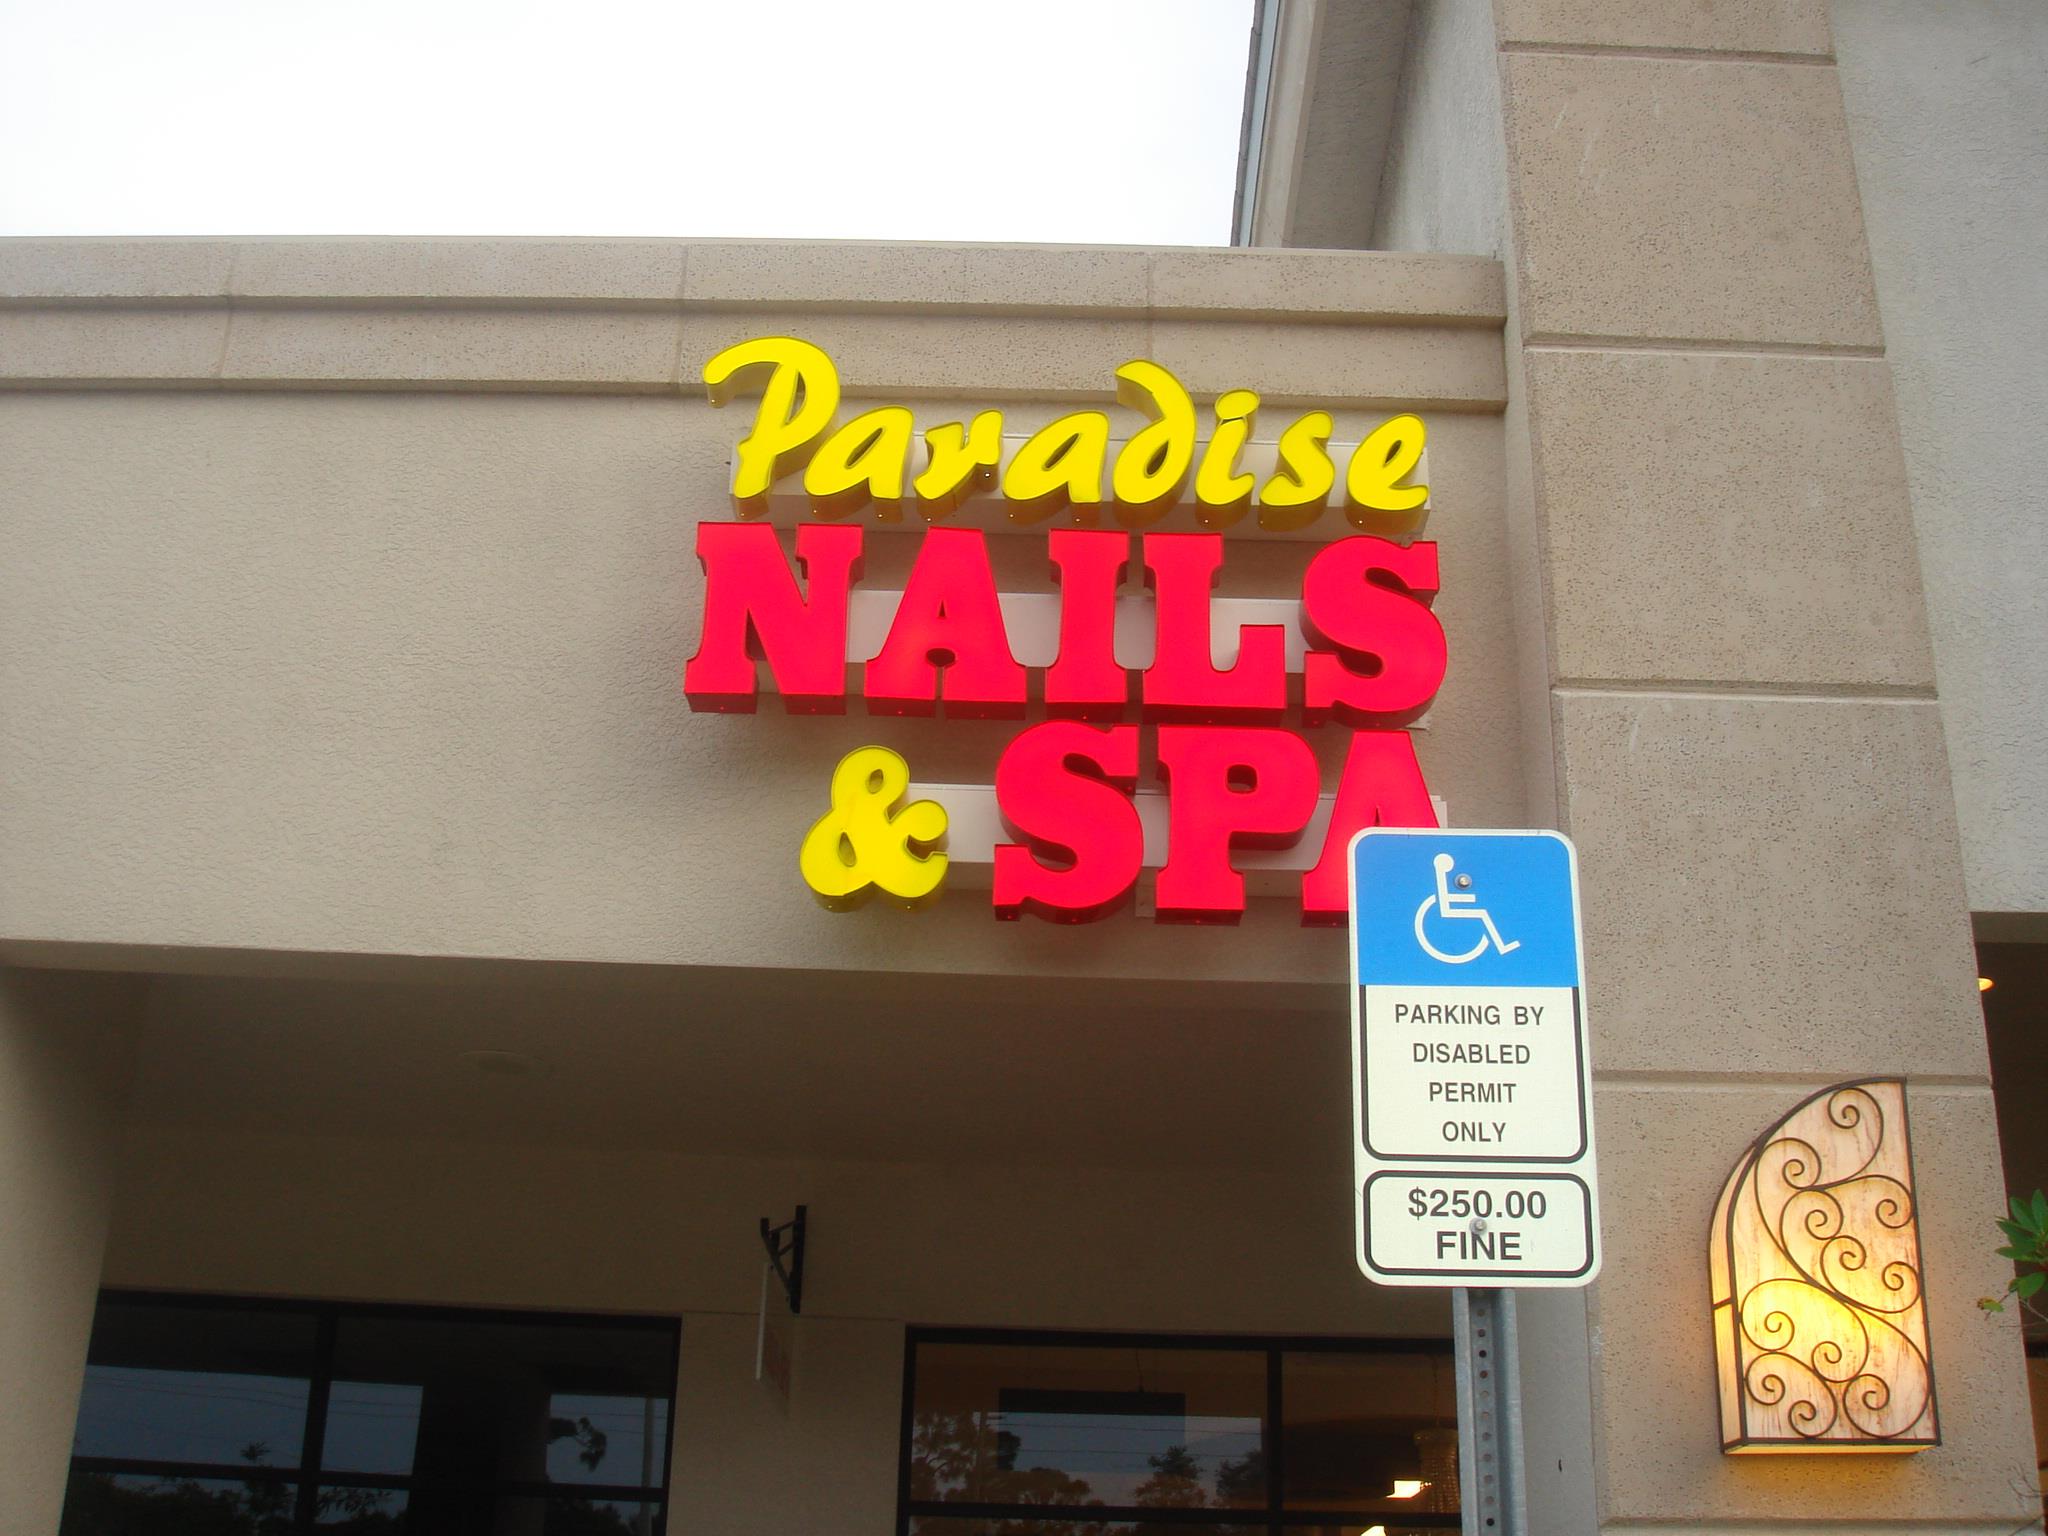 Paradise
NAILS
& SPA
PARKING BY
DISABLED
PERMIT
ONLY
$250.00
FINE